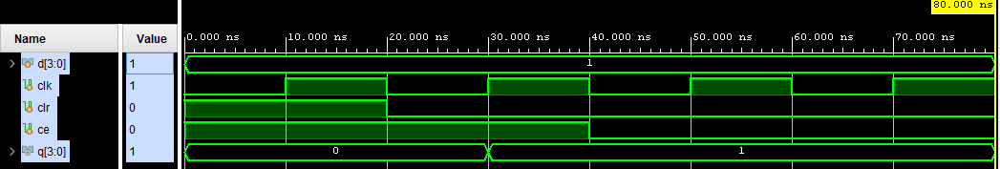 80.000 ns
Name Value 0.000 ns 10.000 ns 20.000 ns 30.000 ns 40.000 ns 50.000 ns 60.000 ns 70.000 ns
d[3:0] 1 1
clk 1
clr 0
ce 0
q[3:0] 1 0 1